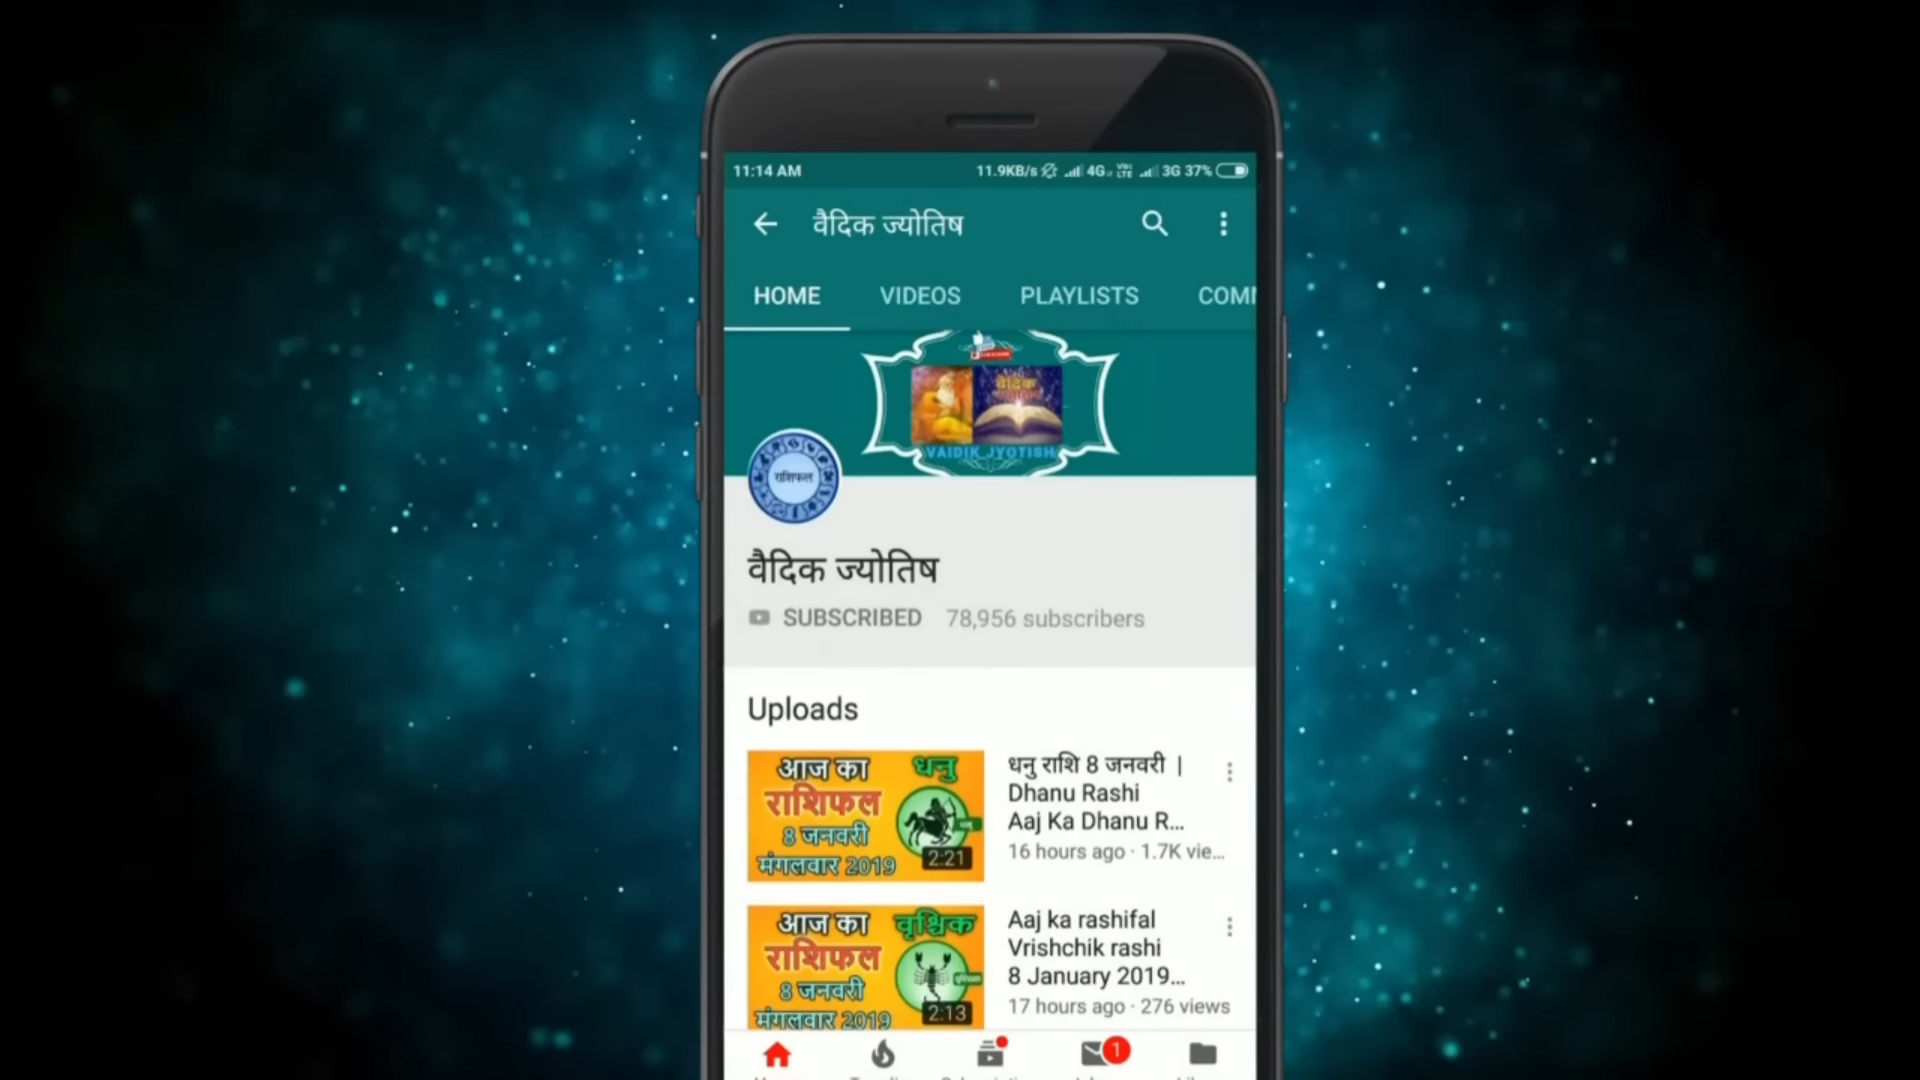 11:14 AM 11.9KB/s 4G VoLTE 3G 37%
वैदिक ज्योतिष
HOME VIDEOS PLAYLISTS COMM
वैदिक
VAIDIK JYOTISH
राशिफल
वैदिक ज्योतिष
SUBSCRIBED 78,956 subscribers
Uploads
आज का धनु
राशिफल
8 जनवरी
मंगलवार 2019
2:21
धनु राशि 8 जनवरी |
Dhanu Rashi
Aaj Ka Dhanu R...
16 hours ago · 1.7K vie...
आज का वृश्चिक
राशिफल
8 जनवरी
मंगलवार 2019
2:13
Aaj ka rashifal
Vrishchik rashi
8 January 2019...
17 hours ago · 276 views
1